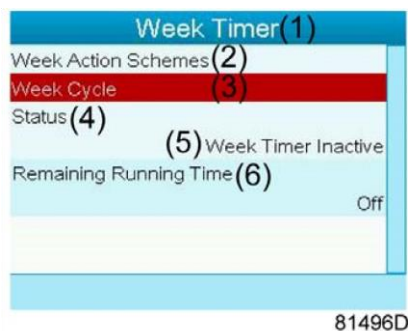 Week Timer(1)
Week Action Schemes(2)
Week Cycle (3)
Status(4)
(5)Week Timer Inactive
Remaining Running Time(6)
Off
81496D